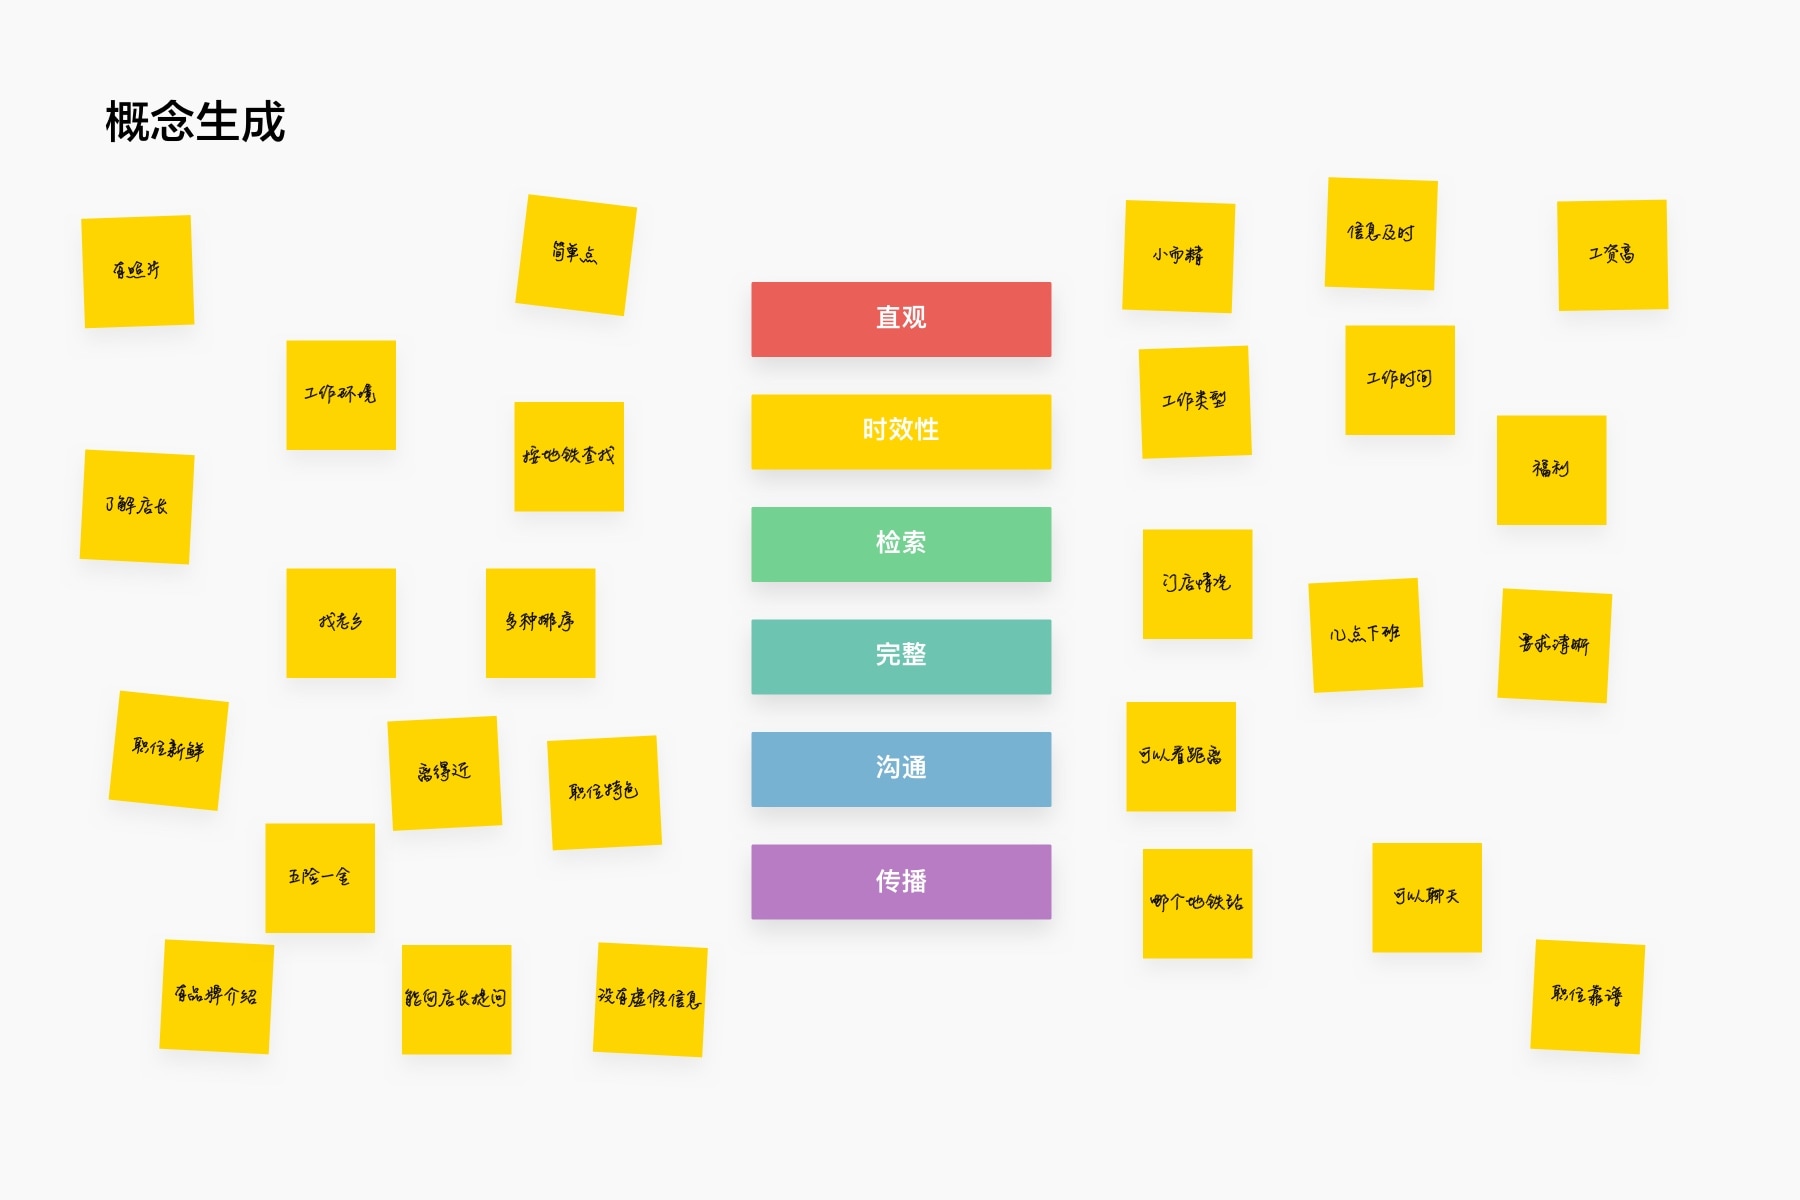 概念生成
有照片
简单点
工作环境
按地铁查找
了解店长
找老乡
多种排序
职位新鲜
离得近
职位特色
五险一金
有品牌介绍
能向店长提问
没有虚假信息
直观
时效性
检索
完整
沟通
传播
小而精
信息及时
工资高
工作类型
工作时间
福利
门店情况
几点下班
要求清晰
可以看距离
哪个地铁站
可以聊天
职位靠谱